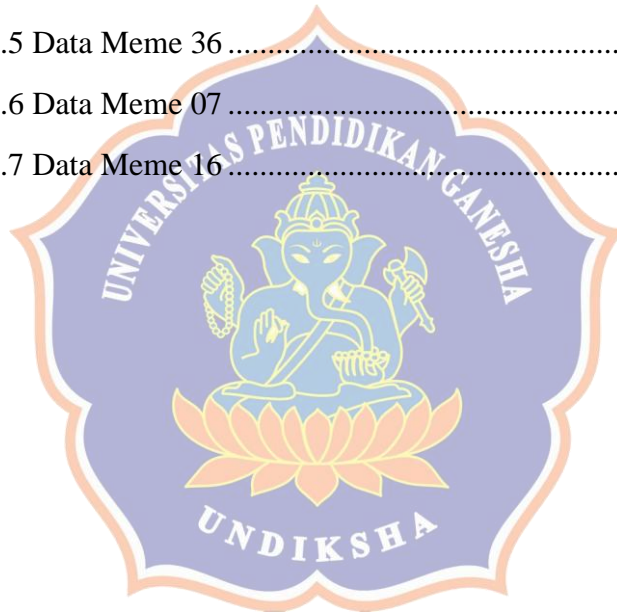 .5 Data Meme 36 ..................................................
.6 Data Meme 07 ..................................................
.7 Data Meme 16 ..................................................
UNIVERSITAS PENDIDIKAN GANESHA
UNDIKSHA